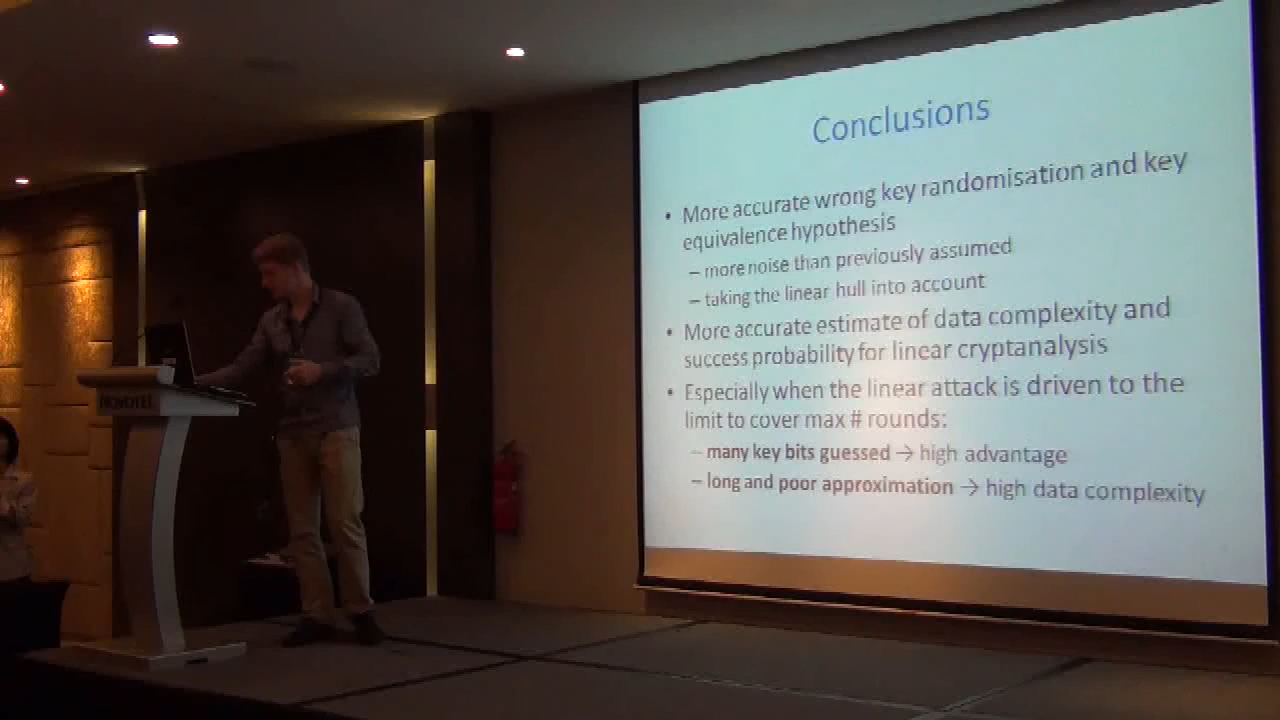 Conclusions
• More accurate wrong key randomisation and key
equivalence hypothesis
– more noise than previously assumed
– taking the linear hull into account
• More accurate estimate of data complexity and
success probability for linear cryptanalysis
• Especially when the linear attack is driven to the
limit to cover max # rounds:
– many key bits guessed → high advantage
– long and poor approximation → high data complexity
NOVOTEL